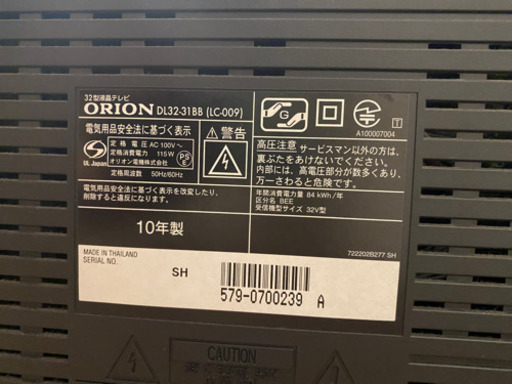 32型液晶テレビ
ORION DL32-31BB (LC-009)
電気用品安全法に基づく表示
定格電圧 AC 100V~
定格消費電力 115W
オリオン電機株式会社
定格周波数 50Hz/60Hz
UL Japan
PSE
電気用品安全法に基づく表示を改変したり、
削除すると違反になります。
警告
G
A100007004
高圧注意 サービスマン以外の方は、
裏ぶたをあけないでください。
内部には、高電圧部分が数多くあり、
万一さわると危険です。
年間消費電力量 84 kWh/年
区分名 BEE
受信機型サイズ 32V型
10年製
722202B277 SH
MADE IN THAILAND
SERIAL NO.
SH
579-0700239 A
CAUTION